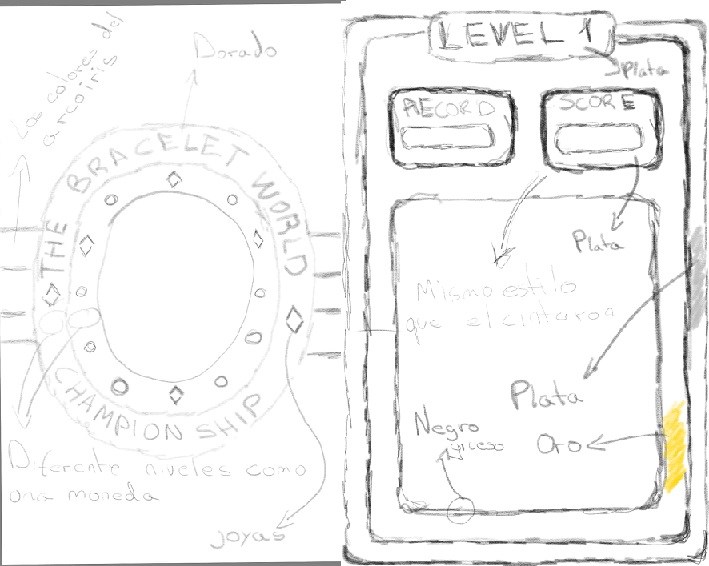 Los colores del
arcoiris
Dorado
THE BRACELET WORLD
CHAMPION SHIP
Diferente niveles como
una moneda
joyas
LEVEL 1
Plata
RECORD
SCORE
Plata
Mismo estilo
que el cinturon
Plata
Negro
grueso
Oro